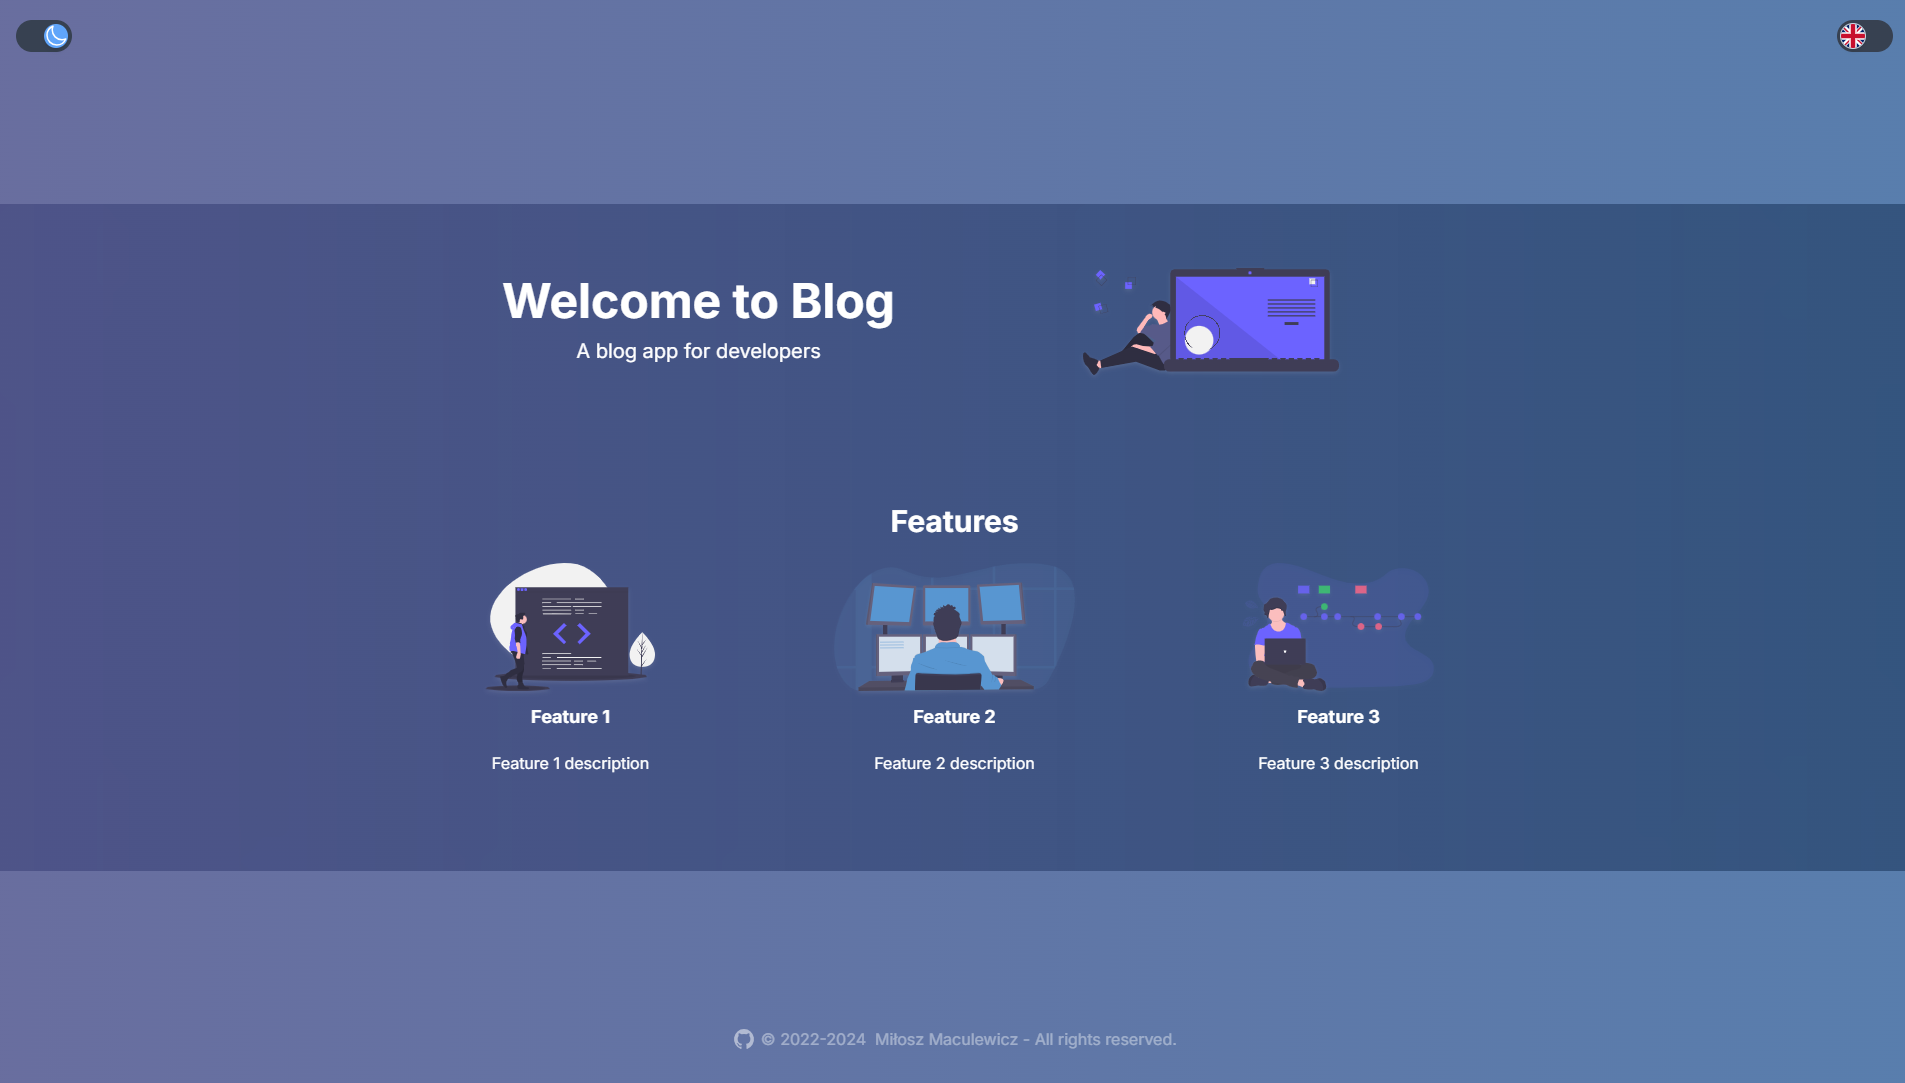 Welcome to Blog
A blog app for developers
Features
Feature 1
Feature 2
Feature 3
Feature 1 description
Feature 2 description
Feature 3 description
© 2022-2024 Miłosz Maculewicz - All rights reserved.